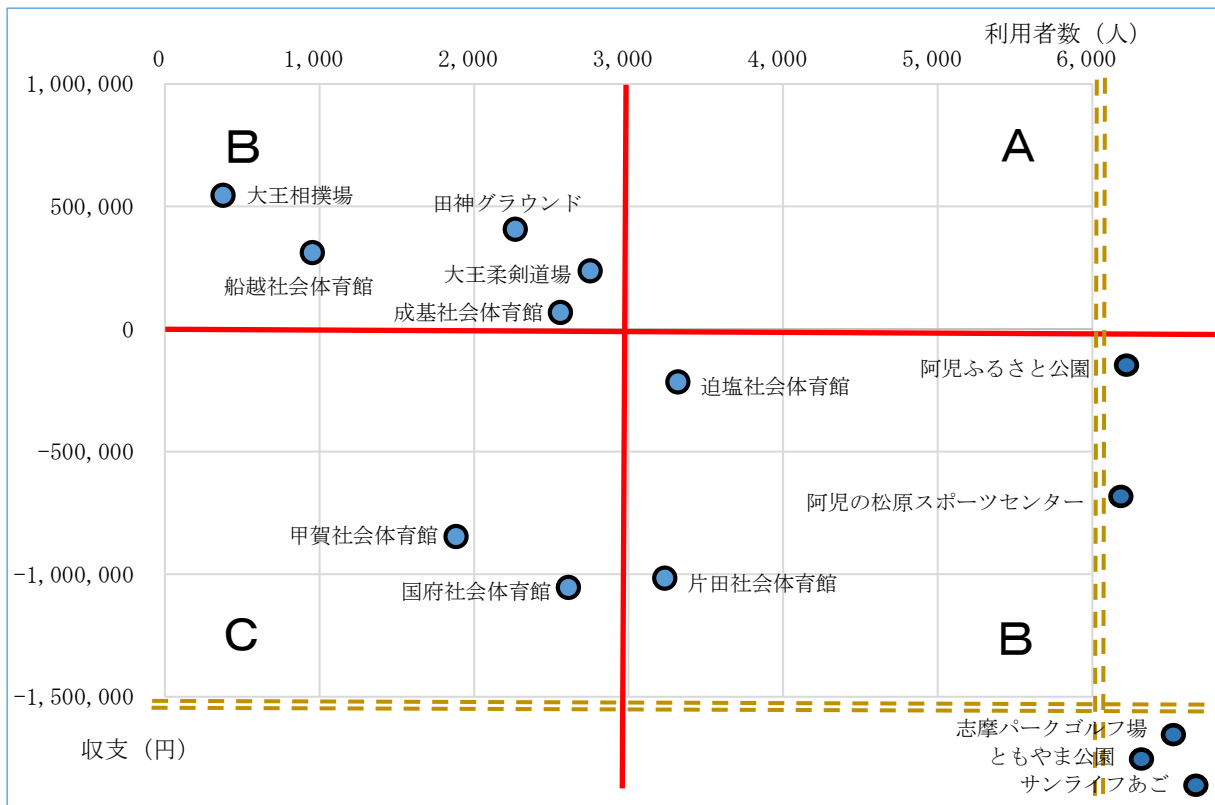 利用者数（人）
0 1,000 2,000 3,000 4,000 5,000 6,000
1,000,000
B
A
大王相撲場
500,000
田神グラウンド
船越社会体育館
大王柔剣道場
成基社会体育館
0
阿児ふるさと公園
迫塩社会体育館
-500,000
阿児の松原スポーツセンター
甲賀社会体育館
-1,000,000
国府社会体育館
片田社会体育館
C
B
-1,500,000
収支（円）
志摩パークゴルフ場
ともやま公園
サンライフあご